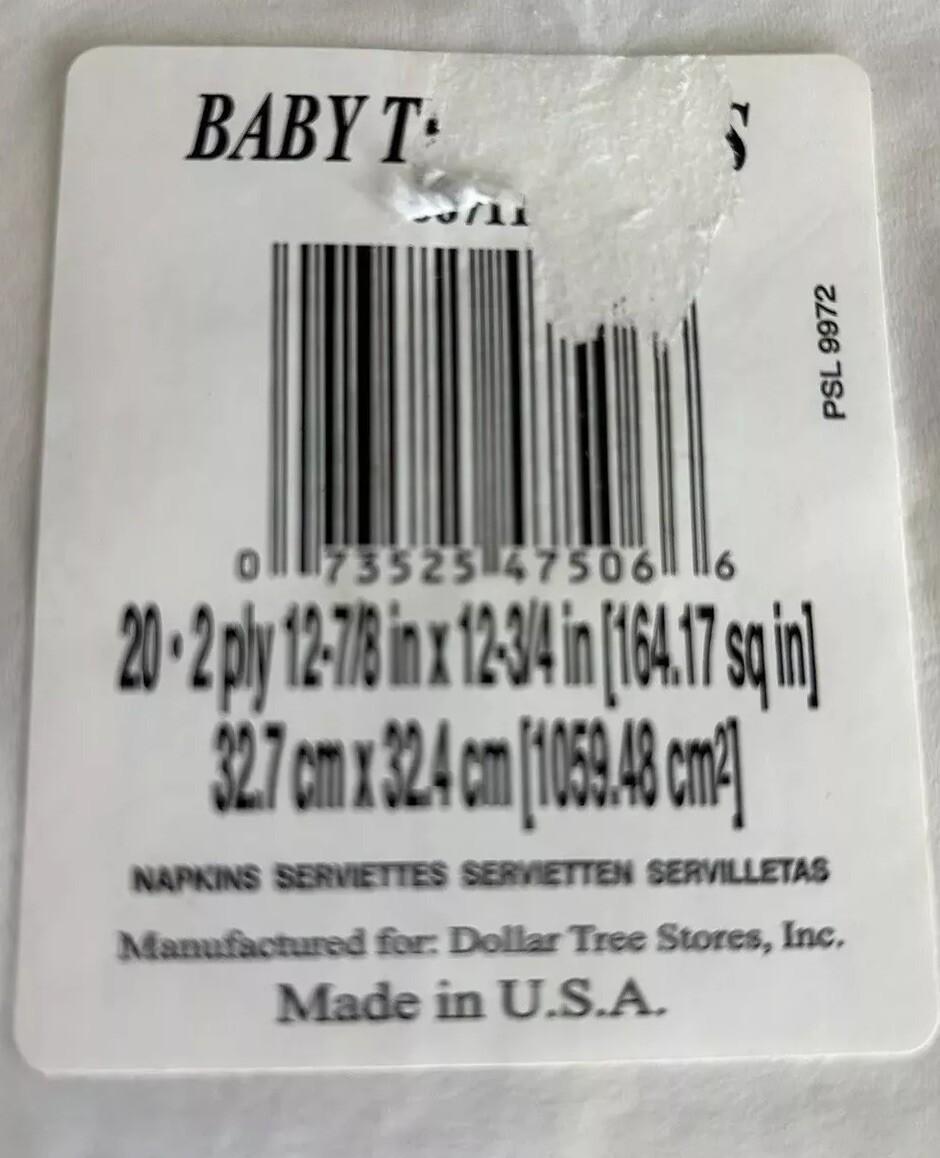 BABY
PSL 9972
0 73525 47506 6
20 • 2 ply 12-7/8 in x 12-3/4 in [164.17 sq in]
32.7 cm x 32.4 cm [1059.48 cm²]
NAPKINS SERVIETTES SERVIETTEN SERVILLETAS
Manufactured for: Dollar Tree Stores, Inc.
Made in U.S.A.